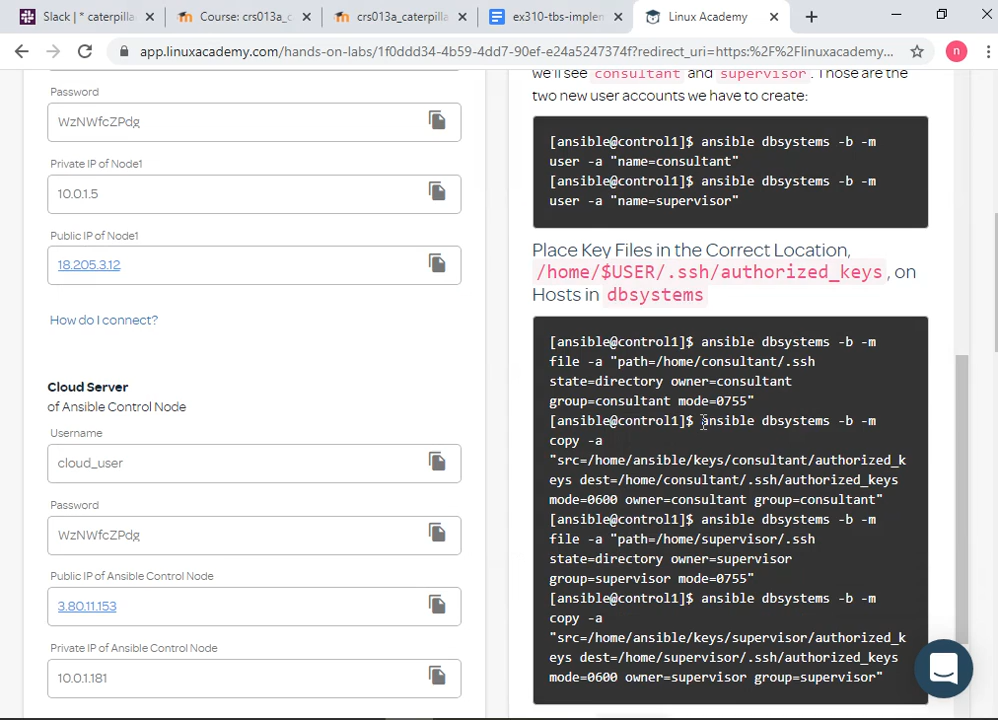 Slack | * caterpilla
Course: crs013a_c
crs013a_caterpilla
ex310-tbs-implem
Linux Academy
app.linuxacademy.com/hands-on-labs/1f0ddd34-4b59-4dd7-90ef-e24a5247374f?redirect_uri=https:%2F%2Flinuxacademy...
n
Password
WzNWfcZPdg
Private IP of Node1
10.0.1.5
Public IP of Node1
18.205.3.12
How do I connect?
Cloud Server
of Ansible Control Node
Username
cloud_user
Password
WzNWfcZPdg
Public IP of Ansible Control Node
3.80.11.153
Private IP of Ansible Control Node
10.0.1.181
we'll see consultant and supervisor. Those are the
two new user accounts we have to create:
[ansible@control1]$ ansible dbsystems -b -m
user -a "name=consultant"
[ansible@control1]$ ansible dbsystems -b -m
user -a "name=supervisor"
Place Key Files in the Correct Location,
/home/$USER/.ssh/authorized_keys, on
Hosts in dbsystems
[ansible@control1]$ ansible dbsystems -b -m
file -a "path=/home/consultant/.ssh
state=directory owner=consultant
group=consultant mode=0755"
[ansible@control1]$ ansible dbsystems -b -m
copy -a
"src=/home/ansible/keys/consultant/authorized_k
eys dest=/home/consultant/.ssh/authorized_keys
mode=0600 owner=consultant group=consultant"
[ansible@control1]$ ansible dbsystems -b -m
file -a "path=/home/supervisor/.ssh
state=directory owner=supervisor
group=supervisor mode=0755"
[ansible@control1]$ ansible dbsystems -b -m
copy -a
"src=/home/ansible/keys/supervisor/authorized_k
eys dest=/home/supervisor/.ssh/authorized_keys
mode=0600 owner=supervisor group=supervisor"